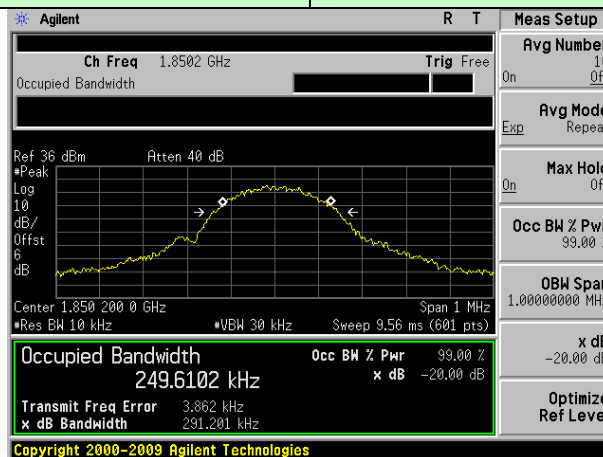 Agilent R T Meas Setup
Ch Freq 1.8502 GHz Trig Free
Occupied Bandwidth
Ref 36 dBm Atten 40 dB
#Peak
Log
10
dB/
Offst
6
dB
Center 1.850 200 0 GHz Span 1 MHz
#Res BW 10 kHz #VBW 30 kHz Sweep 9.56 ms (601 pts)
Occupied Bandwidth Occ BW % Pwr 99.00 %
249.6102 kHz x dB -20.00 dB
Transmit Freq Error 3.862 kHz
x dB Bandwidth 291.201 kHz
Copyright 2000-2009 Agilent Technologies
Avg Number
On
Avg Mode
Exp Repea
Max Hold
On Of
Occ BW % Pwr
99.00
OBW Span
1.00000000 MH
x dB
-20.00 dB
Optimize
Ref Level